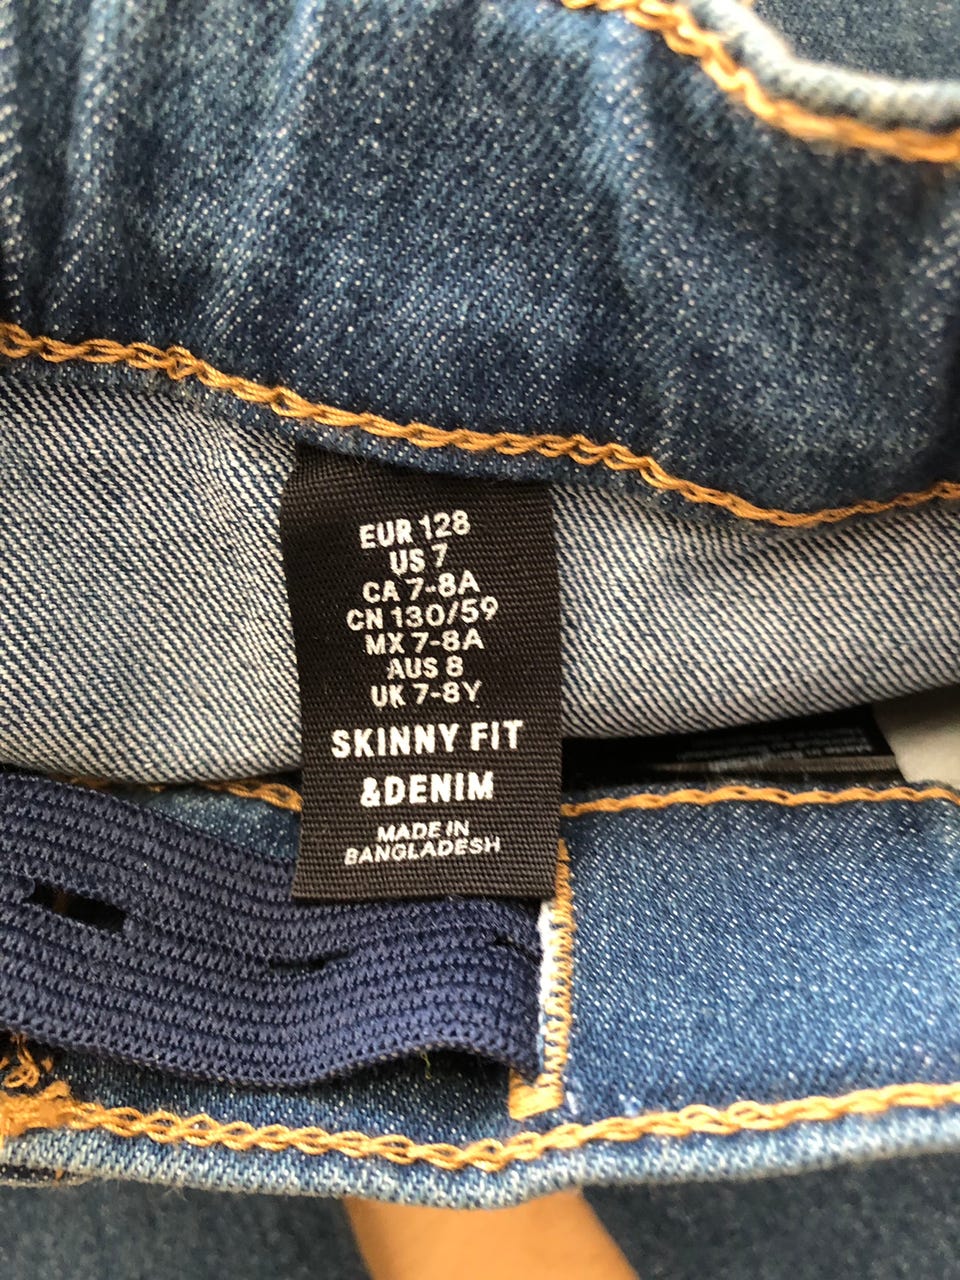 EUR 128
US 7
CA 7-8A
CN 130/59
MX 7-8A
AUS 8
UK 7-8Y
SKINNY FIT
&DENIM
MADE IN
BANGLADESH